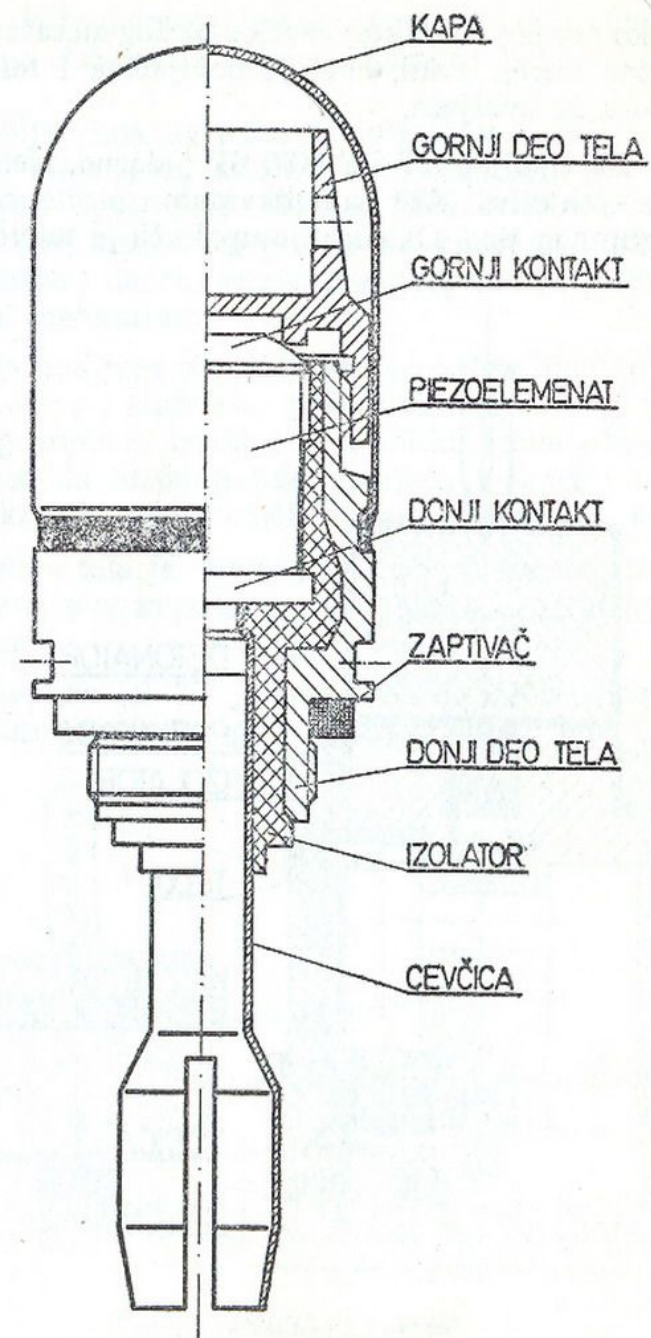 KAPA
GORNJI DEO TELA
GORNJI KONTAKT
PIEZOELEMENAT
DONJI KONTAKT
ZAPTIVAČ
DONJI DEO TELA
IZOLATOR
CEVČICA